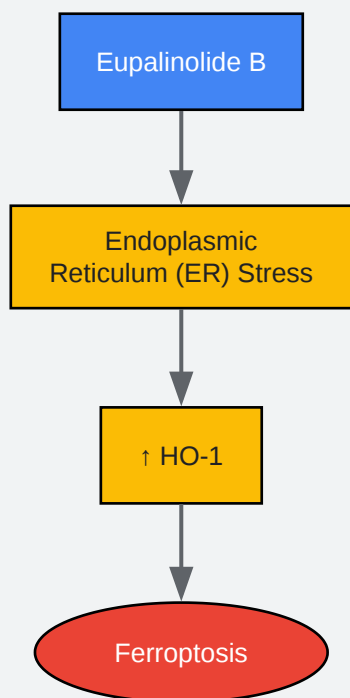 Eupalinolide B
Endoplasmic
Reticulum (ER) Stress
↑ HO-1
Ferroptosis